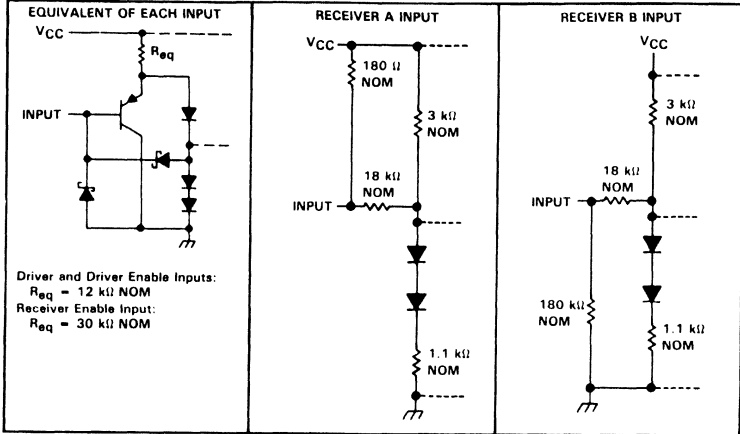 EQUIVALENT OF EACH INPUT
VCC
Req
INPUT
Driver and Driver Enable Inputs:
Req = 12 kΩ NOM
Receiver Enable Input:
Req = 30 kΩ NOM
RECEIVER A INPUT
VCC
180 Ω
NOM
3 kΩ
NOM
18 kΩ
NOM
INPUT
1.1 kΩ
NOM
RECEIVER B INPUT
VCC
3 kΩ
NOM
18 kΩ
NOM
INPUT
180 kΩ
NOM
1.1 kΩ
NOM